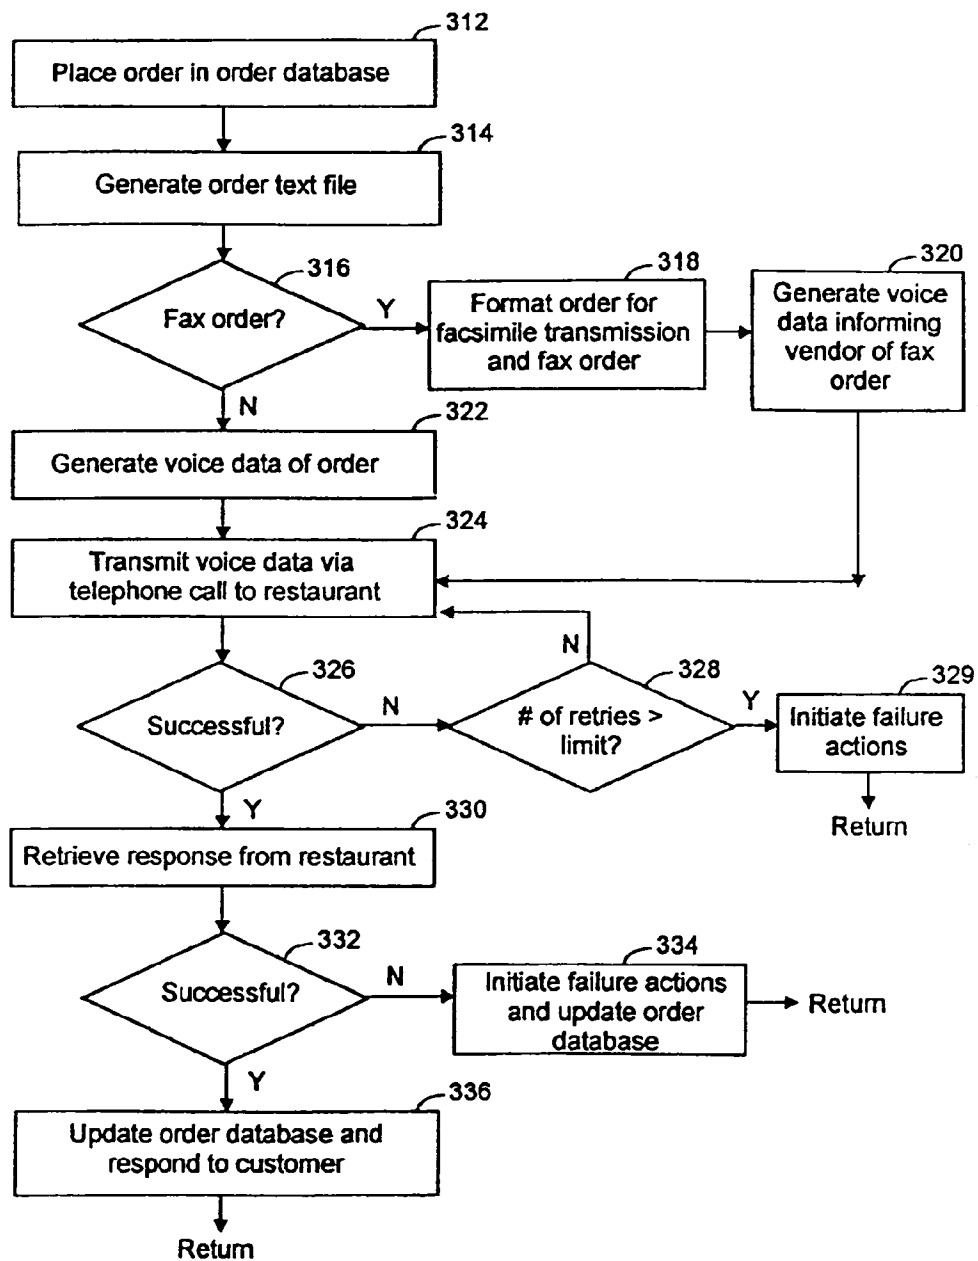 312
Place order in order database
314
Generate order text file
316
Fax order?
Y
318
Format order for
facsimile transmission
and fax order
320
Generate voice
data informing
vendor of fax
order
N
322
Generate voice data of order
324
Transmit voice data via
telephone call to restaurant
326
Successful?
N
N
328
# of retries >
limit?
Y
329
Initiate failure
actions
Return
Y
330
Retrieve response from restaurant
332
Successful?
N
334
Initiate failure actions
and update order
database
Return
Y
336
Update order database and
respond to customer
Return